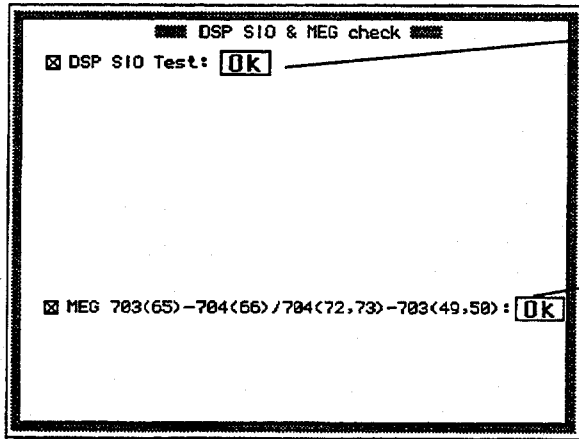 DSP SIO & MEG check
DSP SIO Test: Ok
MEG 703(65)-704(66)/704(72,73)-703(49,50): Ok